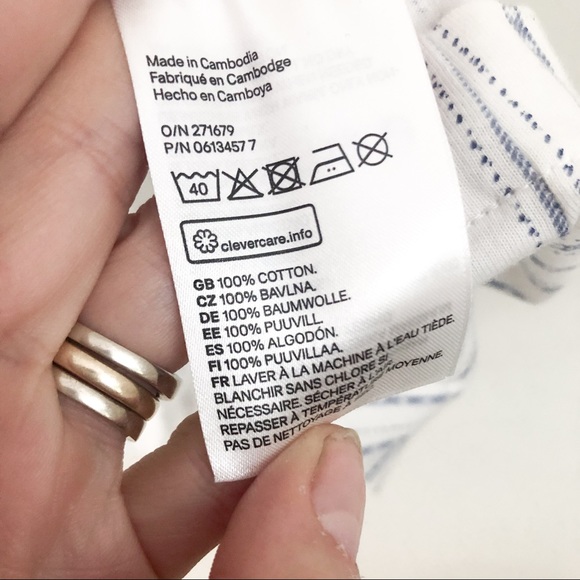 Made in Cambodia
Fabriqué en Cambodge
Hecho en Camboya
O/N 271679
P/N 0613457 7
40
clevercare.info
GB 100% COTTON.
CZ 100% BAVLNA.
DE 100% BAUMWOLLE.
EE 100% PUUVILL.
ES 100% ALGODÓN.
FI 100% PUUVILLAA.
FR LAVER À LA MACHINE À L'EAU TIÈDE.
BLANCHIR SANS CHLORE SI
NÉCESSAIRE. SÉCHER À
REPASSER À TEMPÉRATURE MOYENNE.
PAS DE NETTOYAGE À